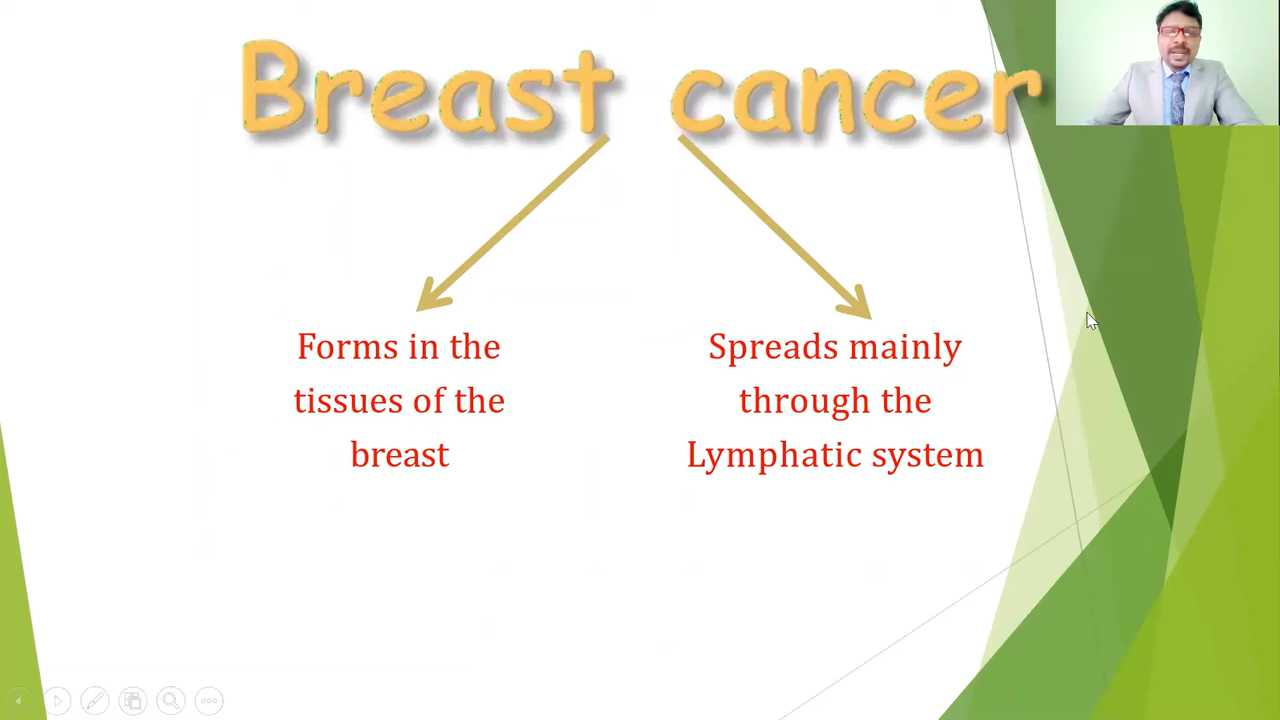 Breast cancer
Forms in the
tissues of the
breast
Spreads mainly
through the
Lymphatic system